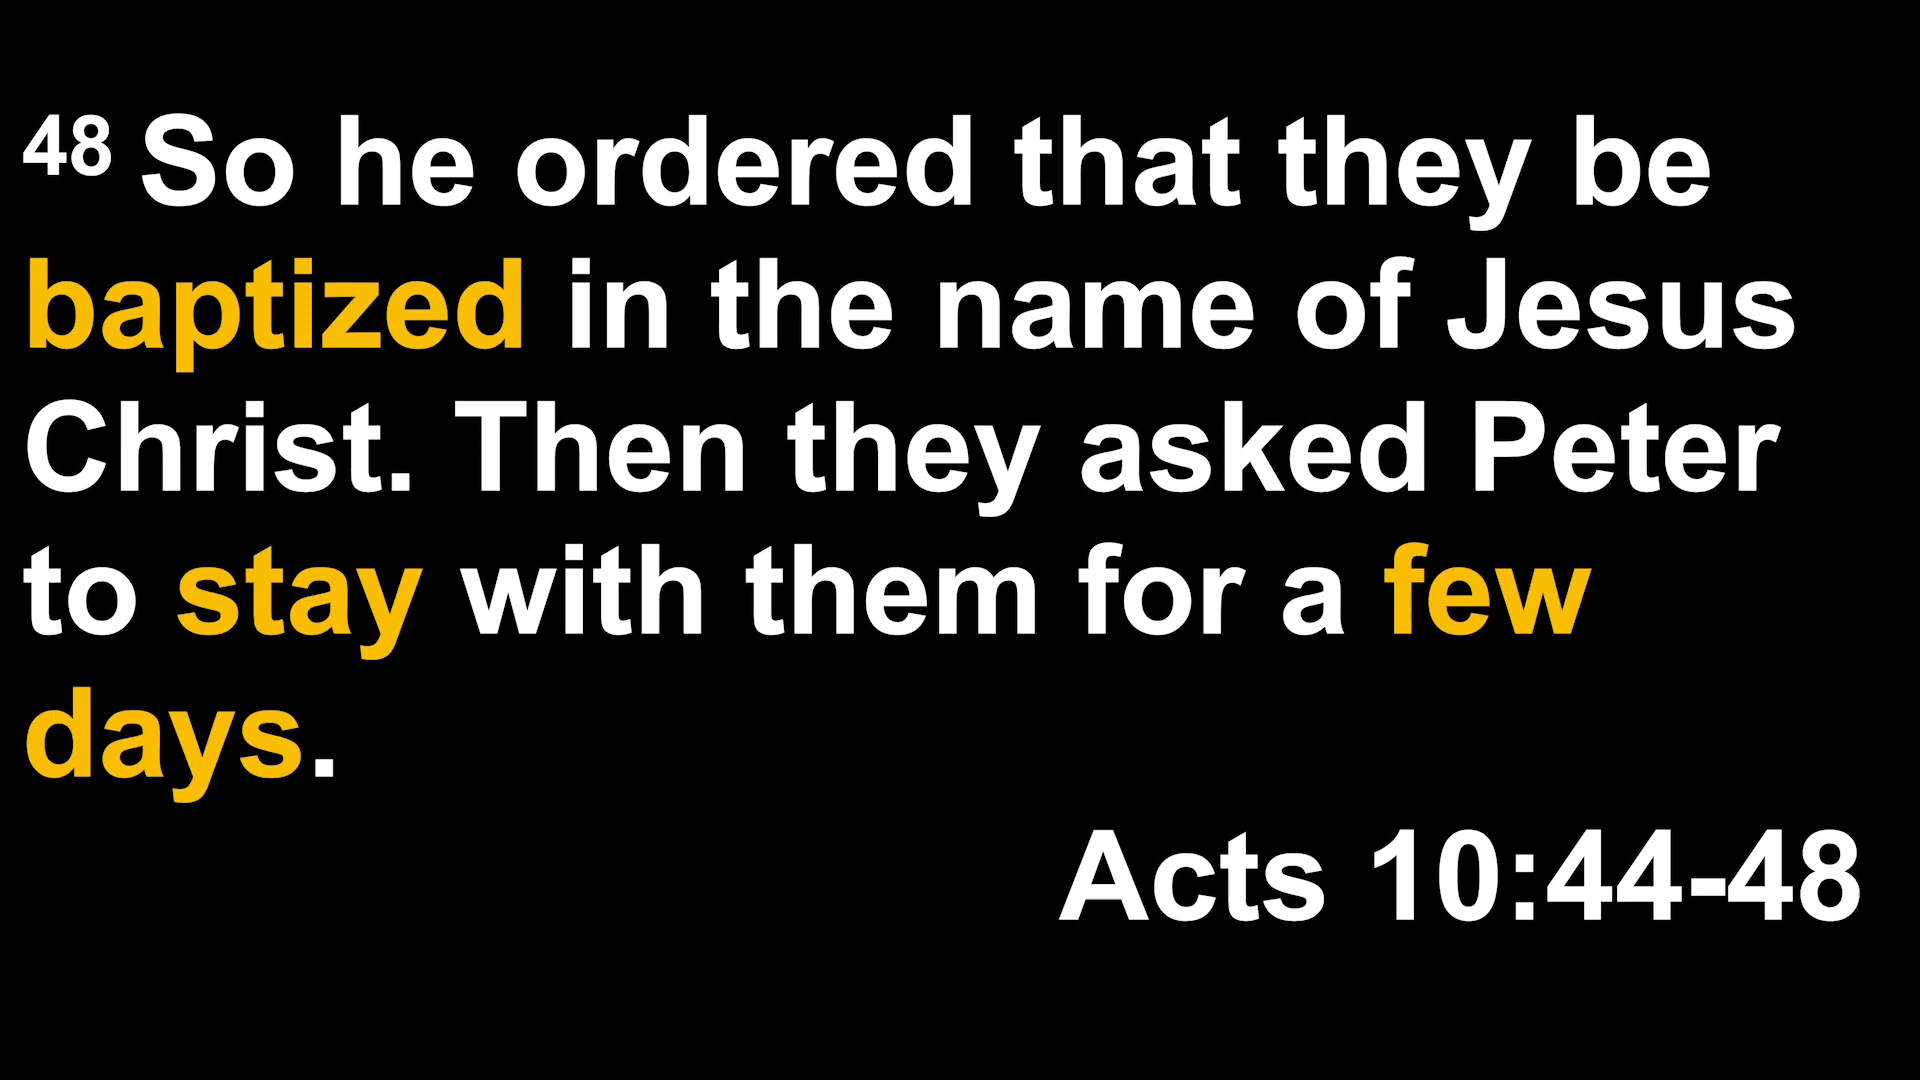 48 So he ordered that they be
baptized in the name of Jesus
Christ. Then they asked Peter
to stay with them for a few
days.
Acts 10:44-48